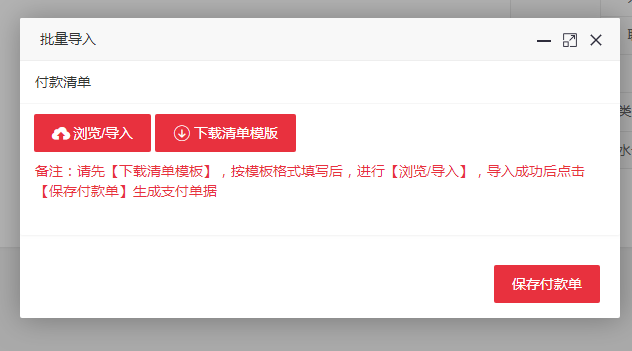 批量导入
付款清单
浏览/导入 下载清单模版
备注：请先【下载清单模板】，按模板格式填写后，进行【浏览/导入】，导入成功后点击
【保存付款单】生成支付单据
类
水
保存付款单